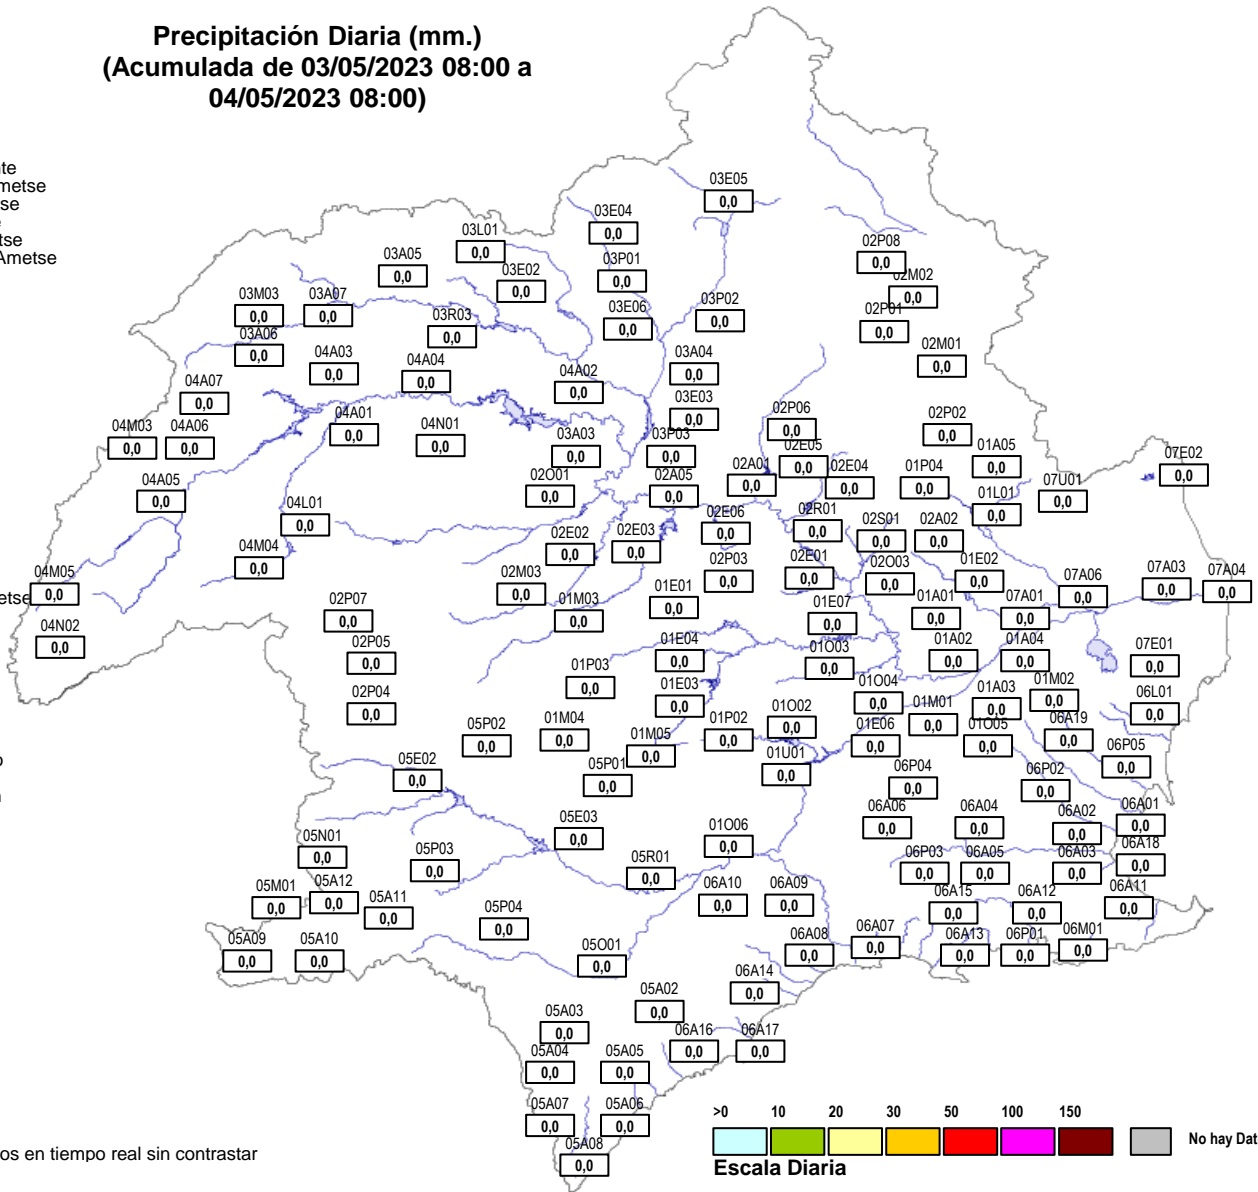 Precipitación Diaria (mm.)
(Acumulada de 03/05/2023 08:00 a
04/05/2023 08:00)
te
metse
se
tse
Ametse
03E05
0,0
03E04
0,0
03L01
0,0
02P08
0,0
03A05
0,0
03P01
0,0
03E02
0,0
02M02
0,0
03M03
0,0
03A07
0,0
03P02
0,0
03E06
0,0
02P01
0,0
03R03
0,0
03A06
0,0
04A03
0,0
04A04
0,0
03A04
0,0
02M01
0,0
04A02
0,0
04A07
0,0
03E03
0,0
04A01
0,0
02P06
0,0
02P02
0,0
04M03
0,0
04A06
0,0
04N01
0,0
03A03
0,0
03P03
0,0
02E05
0,0
01A05
0,0
07E02
0,0
02A01
0,0
02E04
0,0
01P04
0,0
04A05
0,0
02O01
0,0
02A05
0,0
07U01
0,0
01L01
0,0
04L01
0,0
02E06
0,0
02R01
0,0
02S01
0,0
02A02
0,0
02E02
0,0
02E03
0,0
04M04
0,0
02P03
0,0
02E01
0,0
02O03
0,0
01E02
0,0
04M05
0,0
02M03
0,0
07A06
0,0
07A03
0,0
07A04
0,0
etse
01E01
0,0
01M03
0,0
02P07
0,0
01E07
0,0
01A01
0,0
07A01
0,0
04N02
0,0
02P05
0,0
01E04
0,0
01O03
0,0
01A02
0,0
01A04
0,0
07E01
0,0
01P03
0,0
02P04
0,0
01E03
0,0
01O04
0,0
01A03
0,0
01M02
0,0
06L01
0,0
01O02
0,0
01M01
0,0
05P02
0,0
01M04
0,0
01P02
0,0
01E06
0,0
01O05
0,0
06A19
0,0
01M05
0,0
o
05E02
0,0
05P01
0,0
01U01
0,0
06P04
0,0
06P02
0,0
06P05
0,0
05E03
0,0
01O06
0,0
06A06
0,0
06A04
0,0
06A02
0,0
06A01
0,0
05N01
0,0
05P03
0,0
05R01
0,0
06P03
0,0
06A05
0,0
06A03
0,0
06A18
0,0
05M01
0,0
05A12
0,0
05A11
0,0
06A10
0,0
06A09
0,0
06A15
0,0
06A12
0,0
06A11
0,0
05P04
0,0
05A09
0,0
05A10
0,0
05O01
0,0
06A08
0,0
06A07
0,0
06A13
0,0
06P01
0,0
06M01
0,0
06A14
0,0
05A02
0,0
05A03
0,0
06A16
0,0
06A17
0,0
05A04
0,0
05A05
0,0
05A07
0,0
05A06
0,0
05A08
0,0
>0 10 20 30 50 100 150
No hay Dat
Escala Diaria
os en tiempo real sin contrastar